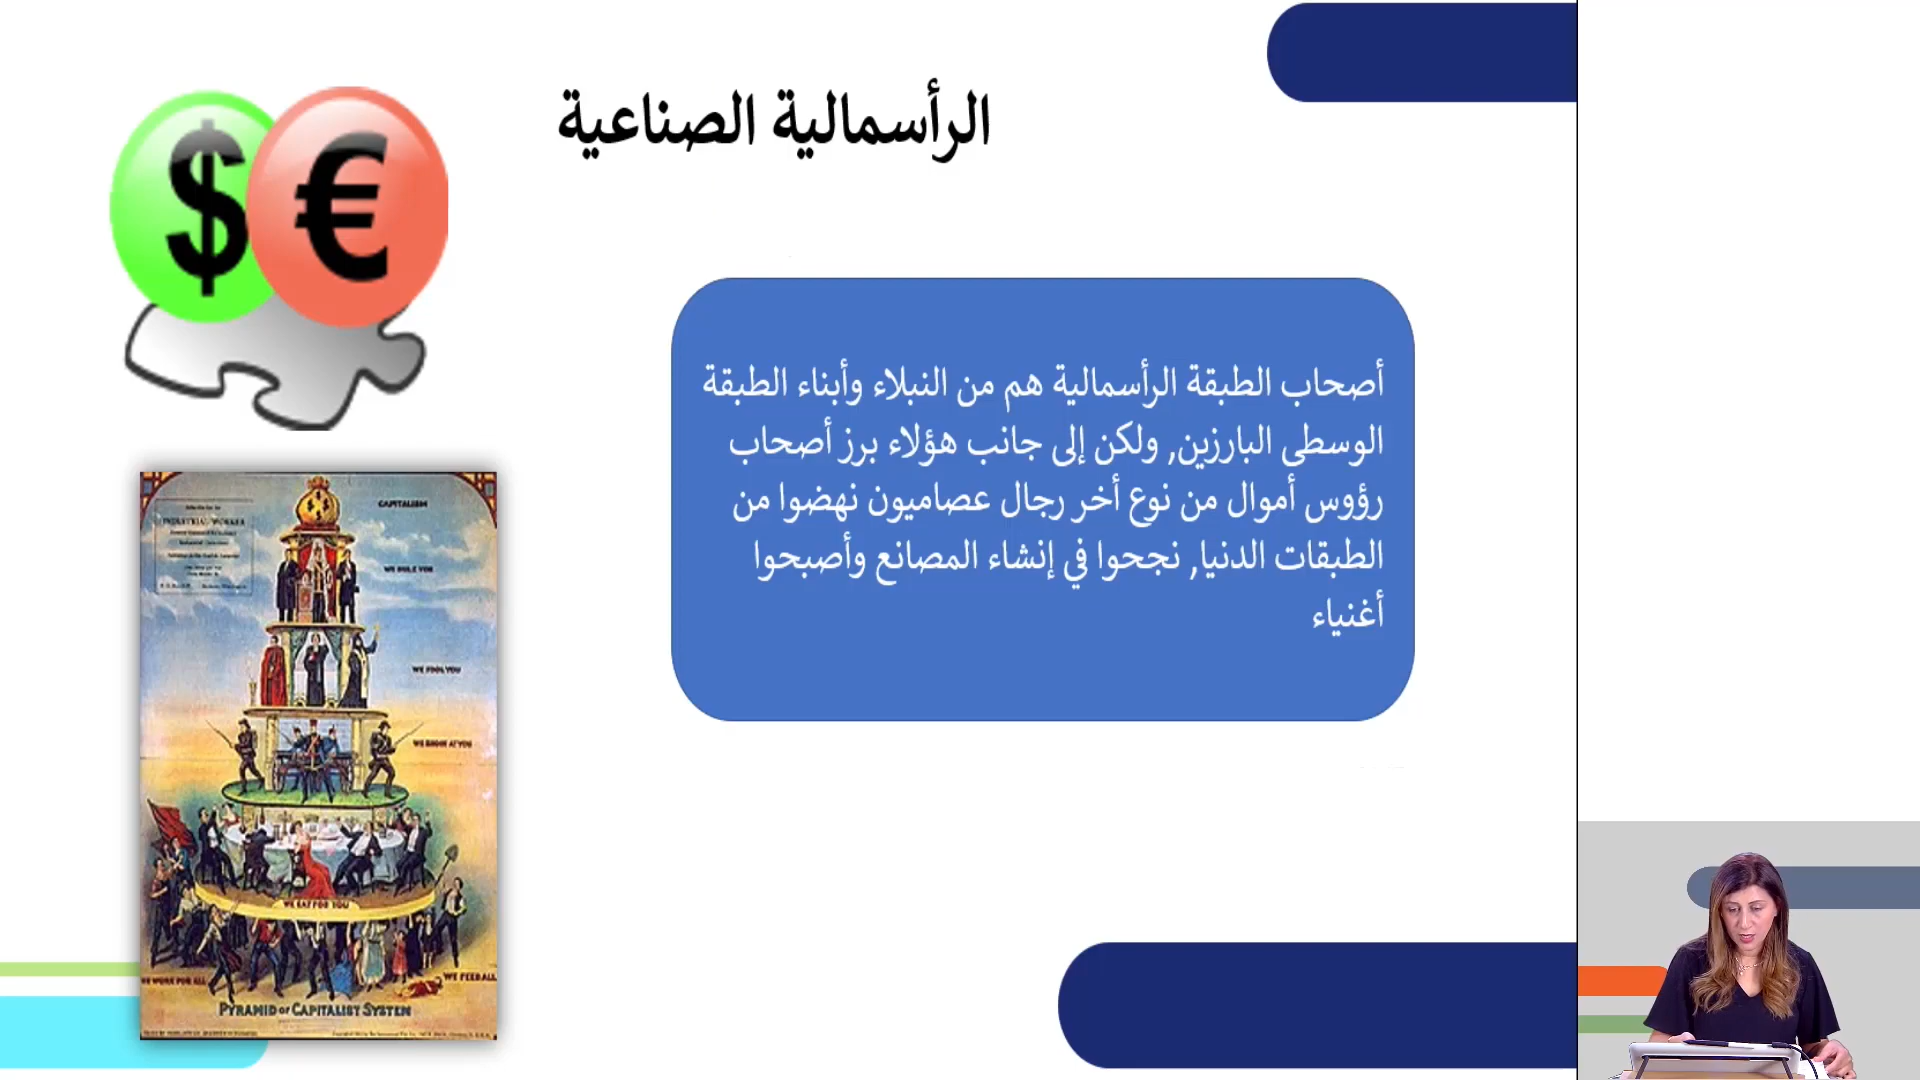 الرأسمالية الصناعية
$ €
أصحاب الطبقة الرأسمالية هم من النبلاء وأبناء الطبقة
الوسطى البارزين, ولكن إلى جانب هؤلاء برز أصحاب
رؤوس أموال من نوع أخر رجال عصاميون نهضوا من
الطبقات الدنيا, نجحوا في إنشاء المصانع وأصبحوا
أغنياء
CAPITALISM
INDUSTRIAL WORKER
WE RULE YOU
WE FOOL YOU
WE SHOOT AT YOU
WE EAT FOR YOU
WE WORK FOR ALL
WE FEED ALL
PYRAMID OF CAPITALIST SYSTEM